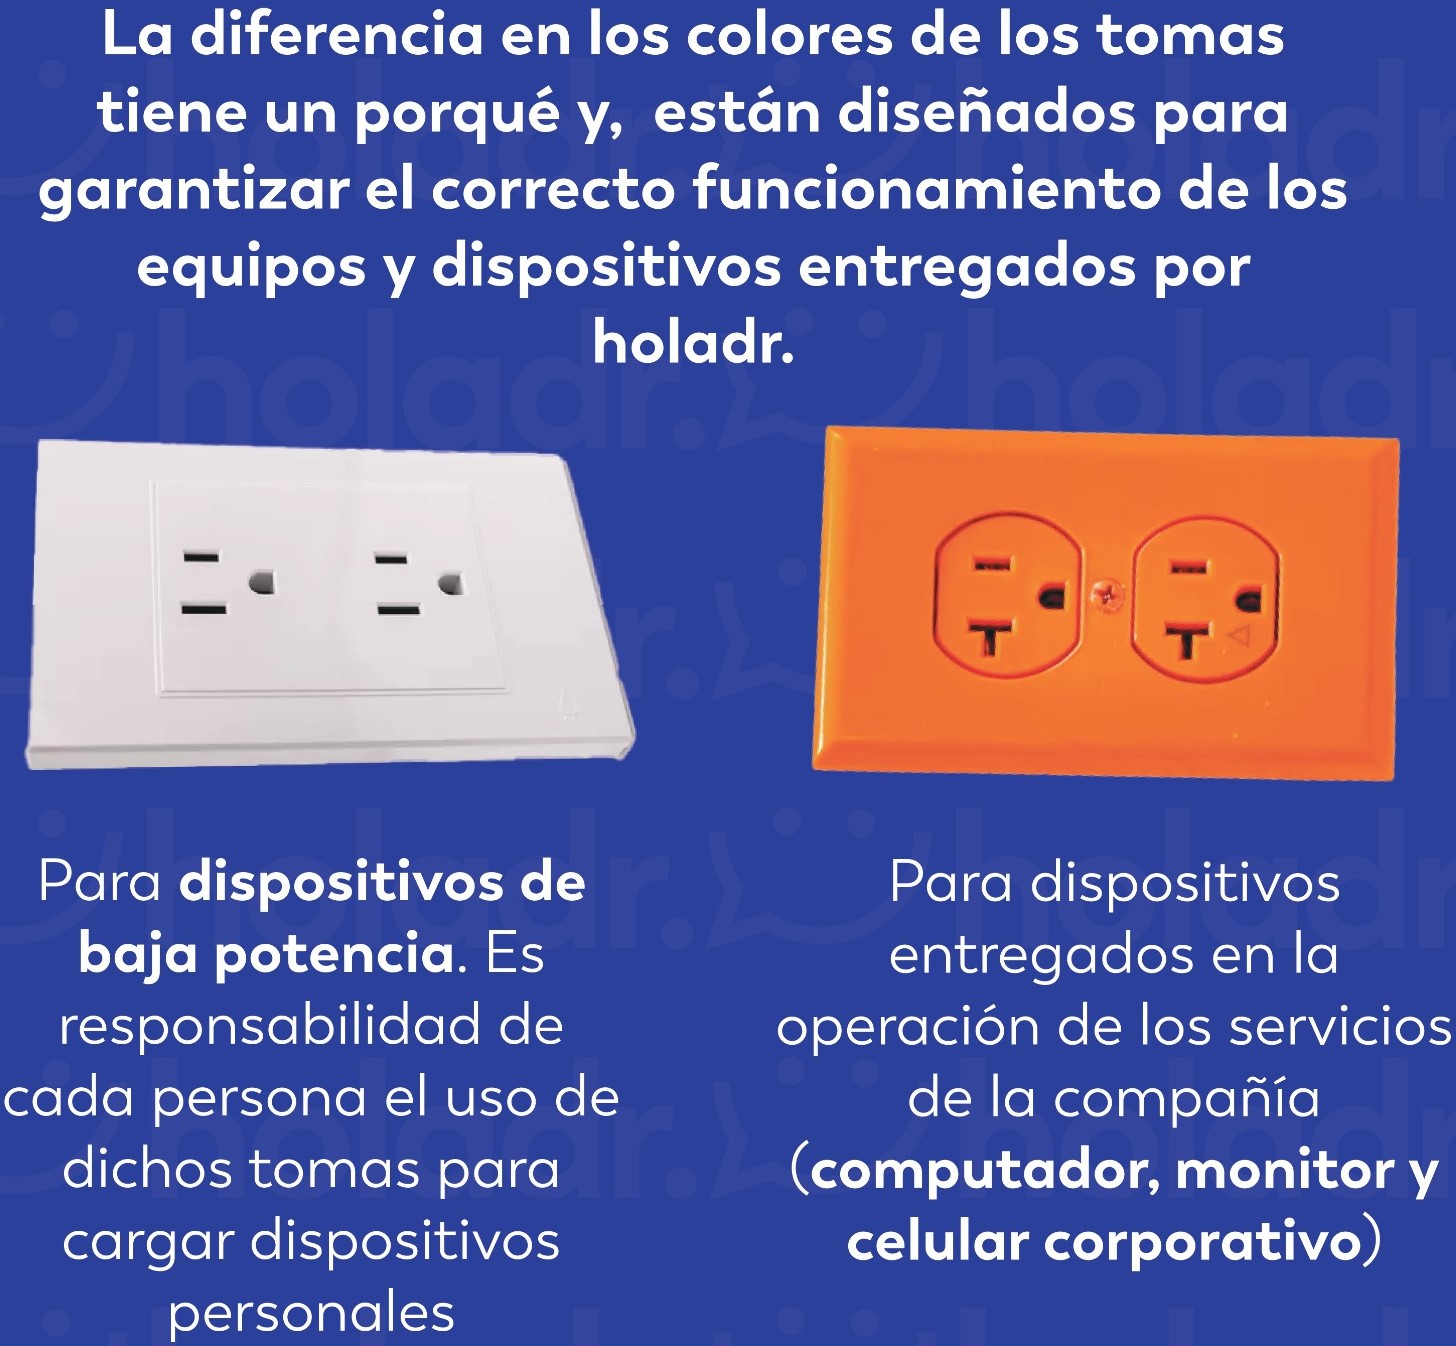 La diferencia en los colores de los tomas
tiene un porqué y, están diseñados para
garantizar el correcto funcionamiento de los
equipos y dispositivos entregados por
holadr.
Para dispositivos de
baja potencia. Es
responsabilidad de
cada persona el uso de
dichos tomas para
cargar dispositivos
personales
Para dispositivos
entregados en la
operación de los servicios
de la compañía
(computador, monitor y
celular corporativo)